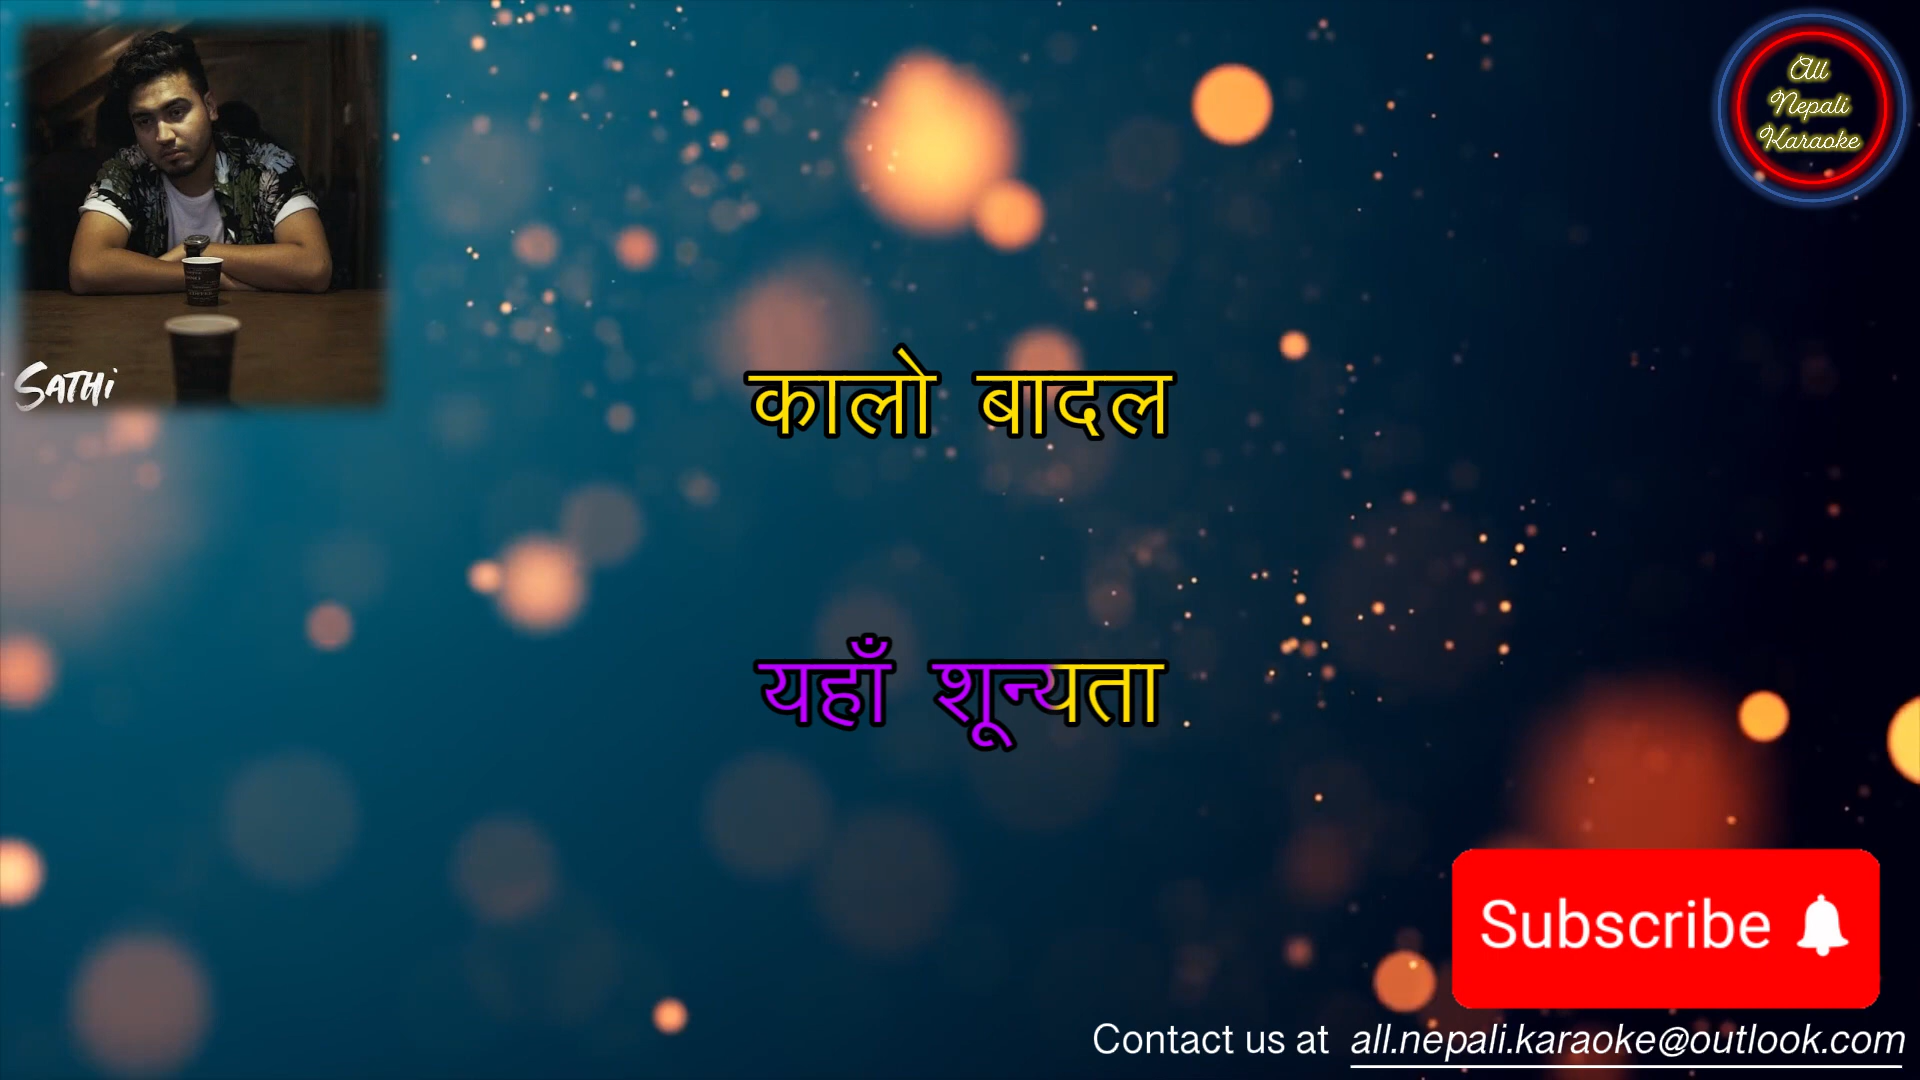 All
Nepali
Karaoke
SATHI
कालो बादल
यहाँ शून्यता
Subscribe
Contact us at all.nepali.karaoke@outlook.com